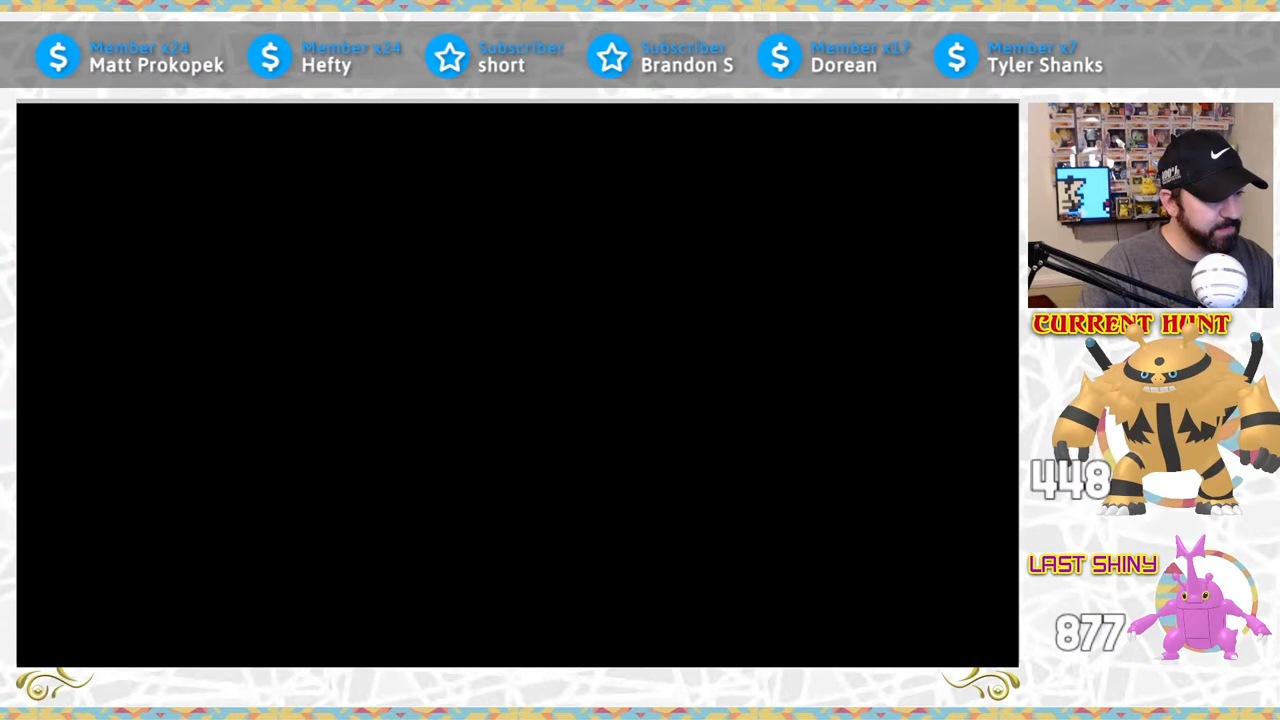 Member x24
Matt Prokopek
Member x24
Hefty
Subscriber
short
Subscriber
Brandon S
Member x17
Dorean
Member x7
Tyler Shanks
100%
CURRENT HUNT
448
LAST SHINY
877